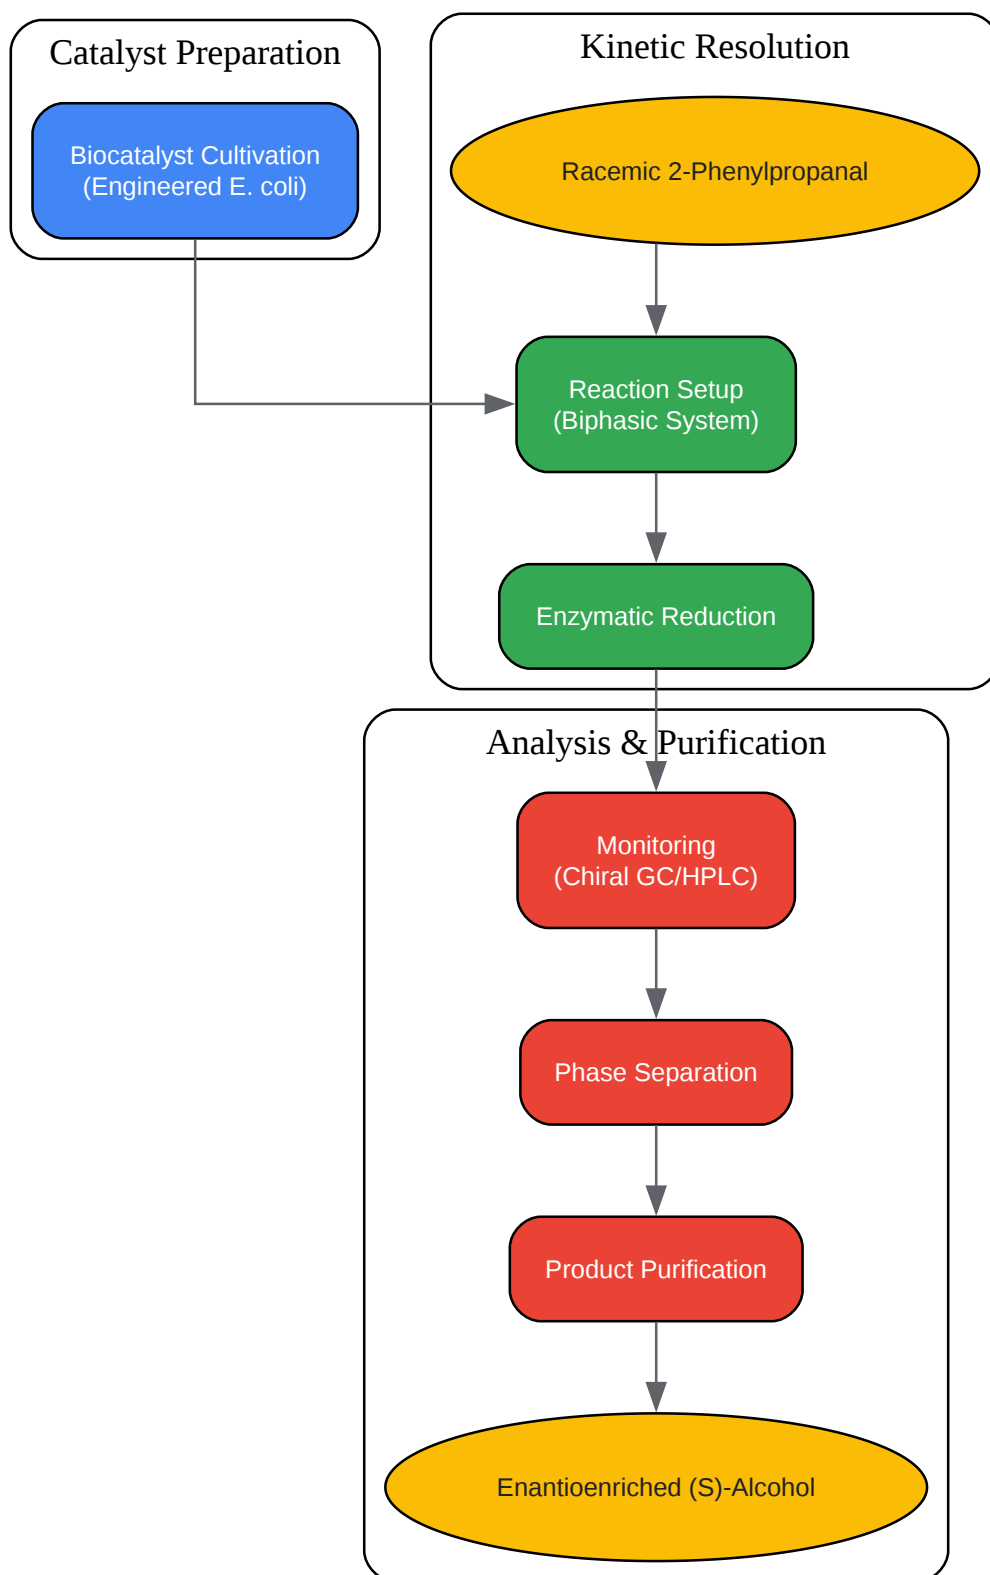 Catalyst Preparation
Biocatalyst Cultivation
(Engineered E. coli)
Kinetic Resolution
Racemic 2-Phenylpropanal
Reaction Setup
(Biphasic System)
Enzymatic Reduction
Analysis & Purification
Monitoring
(Chiral GC/HPLC)
Phase Separation
Product Purification
Enantioenriched (S)-Alcohol